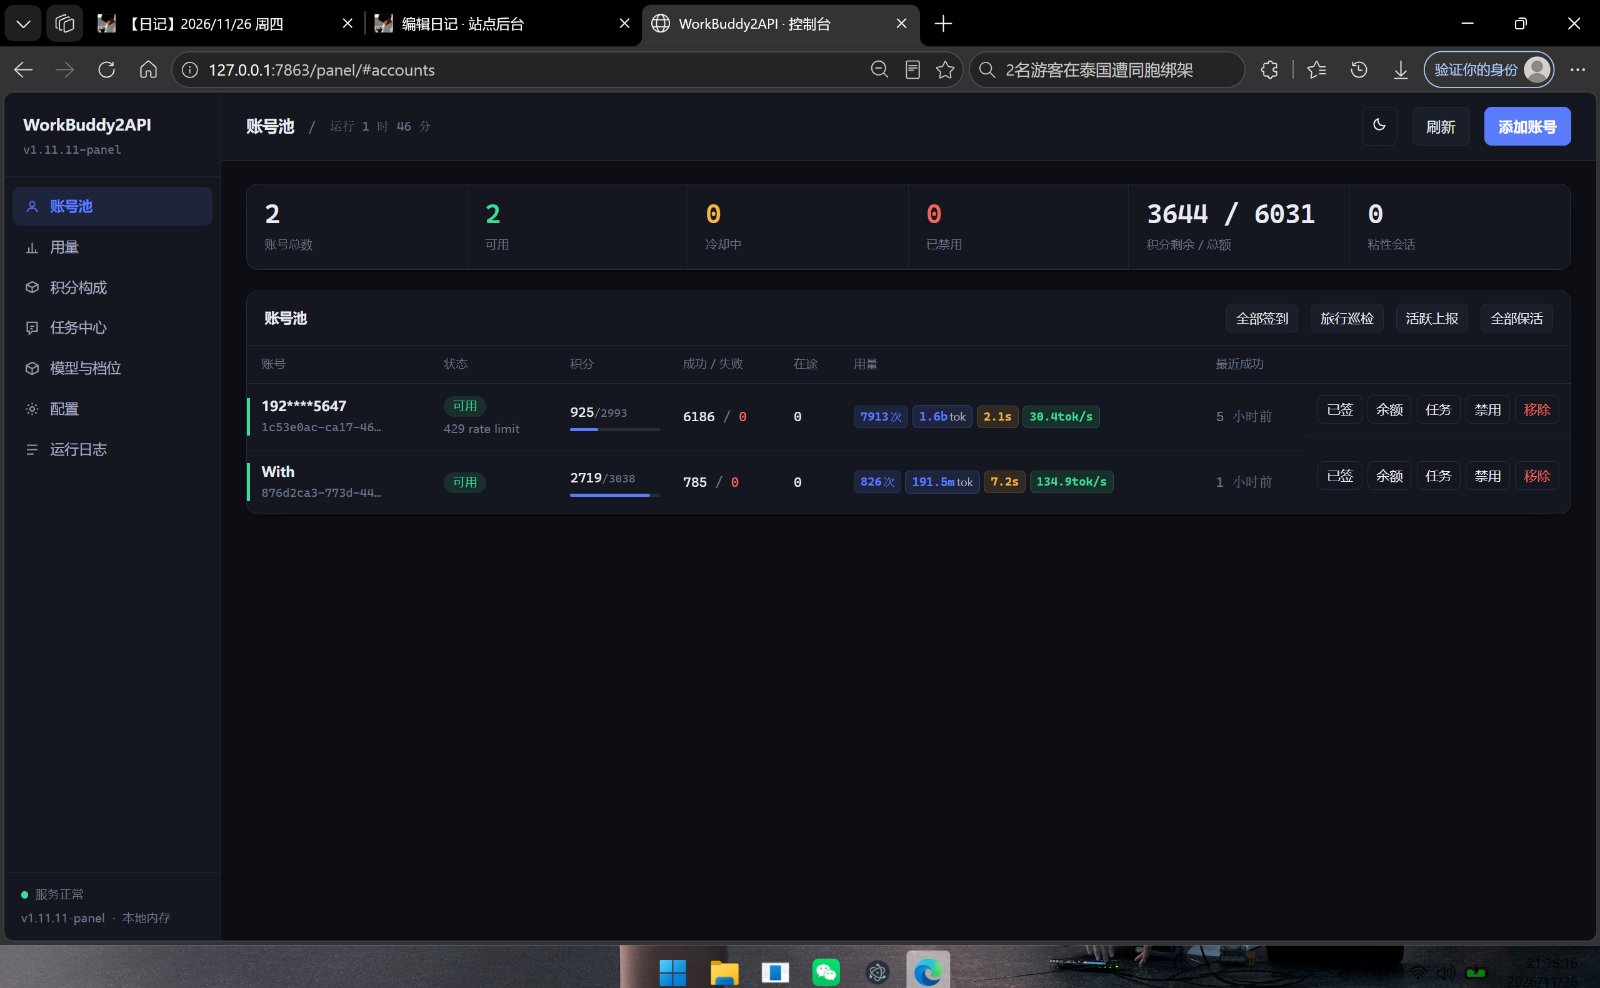 【日记】2026/11/26 周四
编辑日记 · 站点后台
WorkBuddy2API · 控制台
127.0.0.1:7863/panel/#accounts
2名游客在泰国遭同胞绑架
验证你的身份
WorkBuddy2API
v1.11.11-panel
账号池
用量
积分构成
任务中心
模型与档位
配置
运行日志
服务正常
v1.11.11-panel · 本地内存
账号池 / 运行 1 时 46 分
刷新
添加账号
2
账号总数
2
可用
0
冷却中
0
已禁用
3644 / 6031
积分剩余 / 总额
0
粘性会话
账号池
全部签到 旅行巡检 活跃上报 全部保活
账号 状态 积分 成功 / 失败 在途 用量 最近成功
192****5647
1c53e0ac-ca17-46…
可用
429 rate limit
925/2993
6186 / 0
0
7913次 1.6b tok 2.1s 30.4tok/s
5 小时前
已签 余额 任务 禁用 移除
With
876d2ca3-773d-44…
可用
2719/3038
785 / 0
0
826次 191.5m tok 7.2s 134.9tok/s
1 小时前
已签 余额 任务 禁用 移除
21:16:16